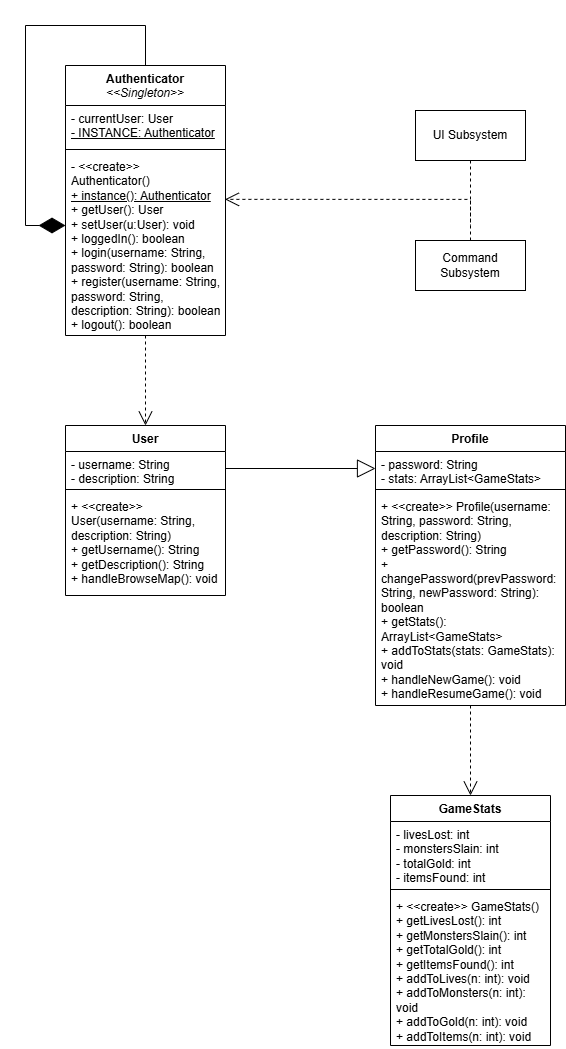 Authenticator
<<Singleton>>
- currentUser: User
- INSTANCE: Authenticator
- <<create>>
Authenticator()
+ instance(): Authenticator
+ getUser(): User
+ setUser(u:User): void
+ loggedIn(): boolean
+ login(username: String,
password: String): boolean
+ register(username: String,
password: String,
description: String): boolean
+ logout(): boolean
UI Subsystem
Command
Subsystem
User
- username: String
- description: String
+ <<create>>
User(username: String,
description: String)
+ getUsername(): String
+ getDescription(): String
+ handleBrowseMap(): void
Profile
- password: String
- stats: ArrayList<GameStats>
+ <<create>> Profile(username:
String, password: String,
description: String)
+ getPassword(): String
+
changePassword(prevPassword:
String, newPassword: String):
boolean
+ getStats():
ArrayList<GameStats>
+ addToStats(stats: GameStats):
void
+ handleNewGame(): void
+ handleResumeGame(): void
GameStats
- livesLost: int
- monstersSlain: int
- totalGold: int
- itemsFound: int
+ <<create>> GameStats()
+ getLivesLost(): int
+ getMonstersSlain(): int
+ getTotalGold(): int
+ getItemsFound(): int
+ addToLives(n: int): void
+ addToMonsters(n: int):
void
+ addToGold(n: int): void
+ addToItems(n: int): void